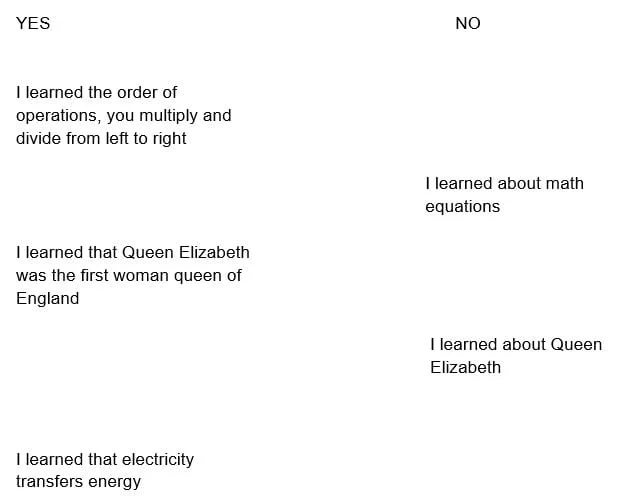 YES
NO
I learned the order of
operations, you multiply and
divide from left to right
I learned about math
equations
I learned that Queen Elizabeth
was the first woman queen of
England
I learned about Queen
Elizabeth
I learned that electricity
transfers energy